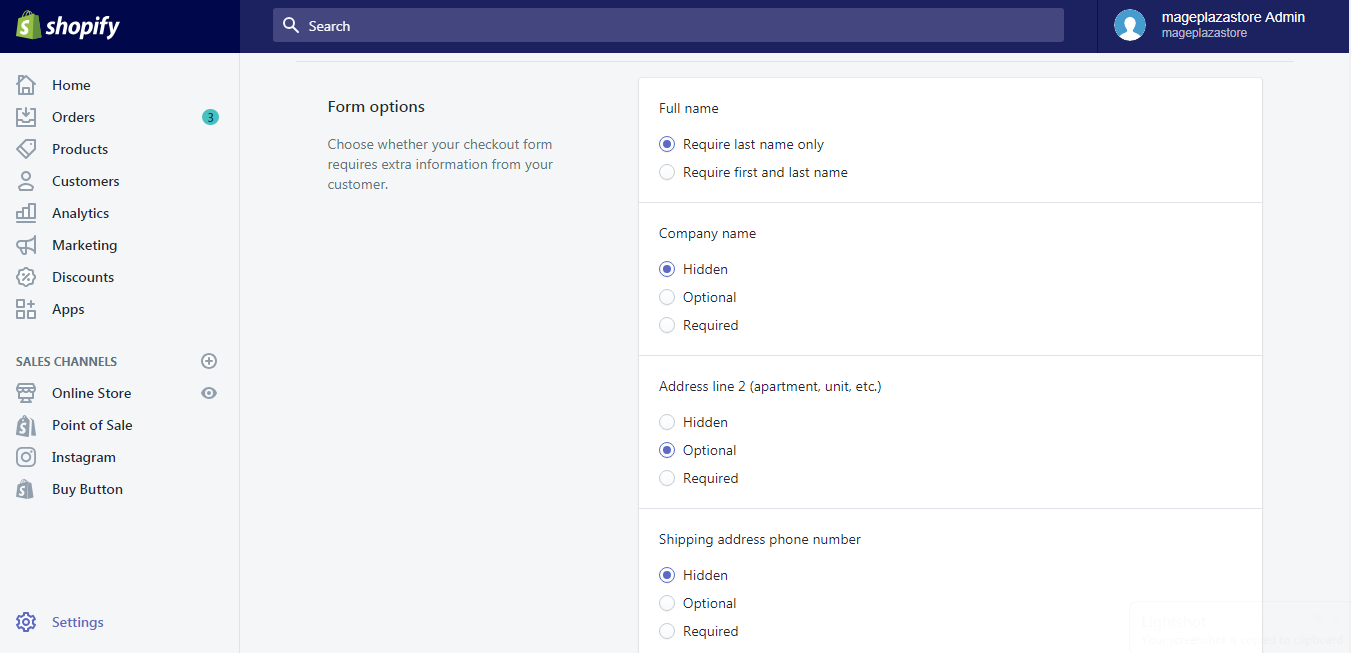 shopify
Search
mageplazastore Admin
mageplazastore
Home
Orders
3
Products
Customers
Analytics
Marketing
Discounts
Apps
SALES CHANNELS
Online Store
Point of Sale
Instagram
Buy Button
Settings
Form options
Choose whether your checkout form
requires extra information from your
customer.
Full name
Require last name only
Require first and last name
Company name
Hidden
Optional
Required
Address line 2 (apartment, unit, etc.)
Hidden
Optional
Required
Shipping address phone number
Hidden
Optional
Required
Lightshot